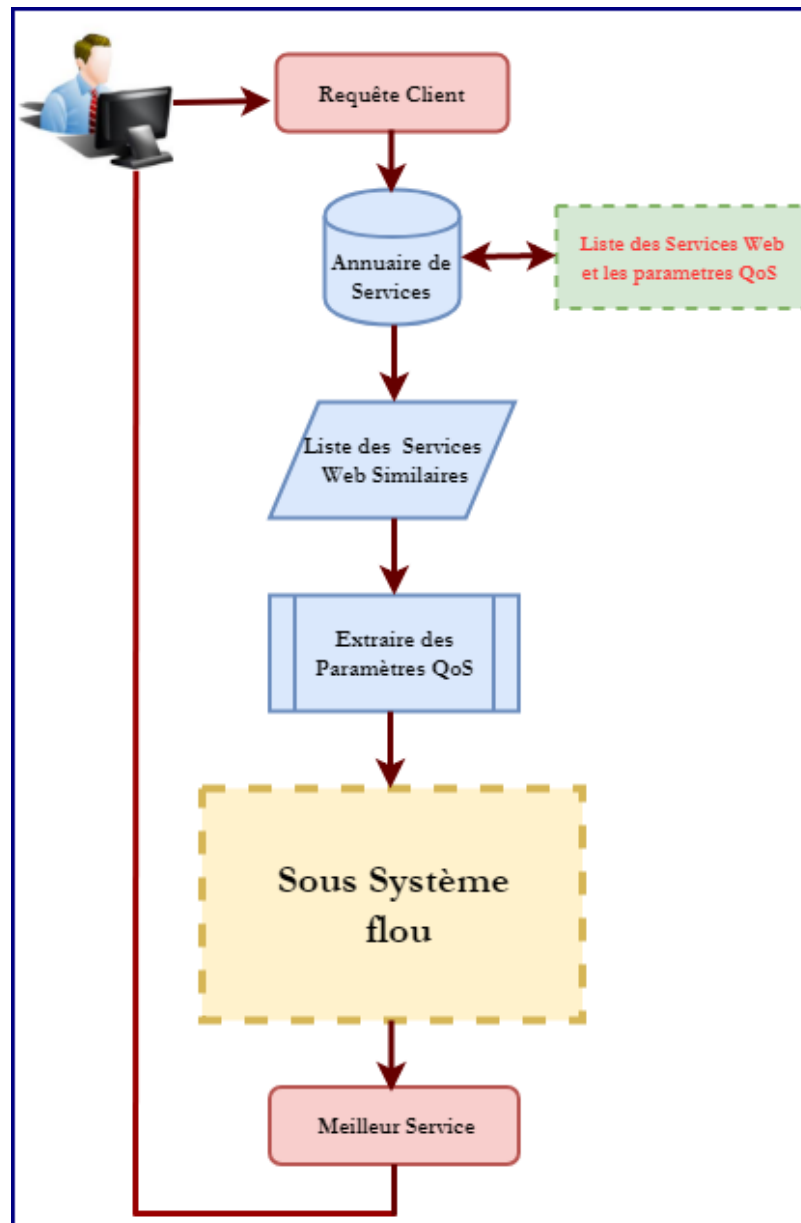 Requête Client
Annuaire de
Services
Liste des Services Web
et les parametres QoS
Liste des Services
Web Similaires
Extraire des
Paramètres QoS
Sous Système
flou
Meilleur Service